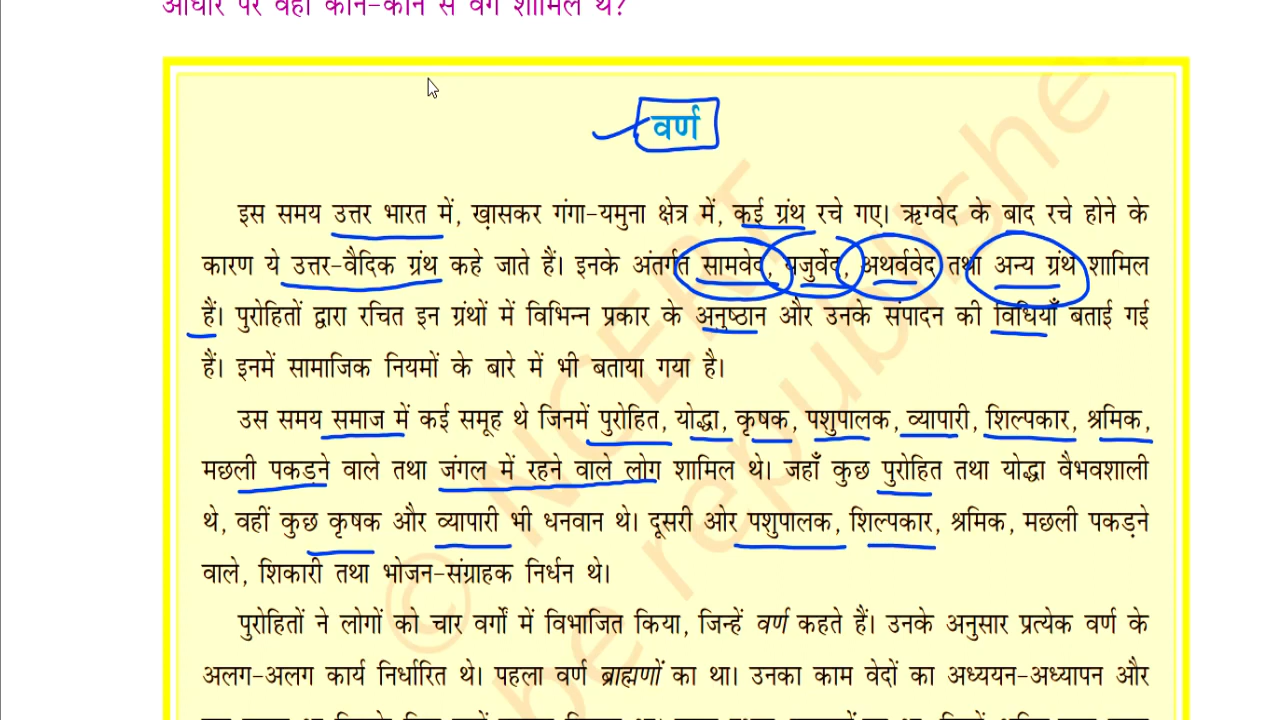 आधार पर वहाँ कौन-कौन से वर्ग शामिल थे?
वर्ण
इस समय उत्तर भारत में, ख़ासकर गंगा-यमुना क्षेत्र में, कई ग्रंथ रचे गए। ऋग्वेद के बाद रचे होने के
कारण ये उत्तर-वैदिक ग्रंथ कहे जाते हैं। इनके अंतर्गत सामवेद, यजुर्वेद, अथर्ववेद तथा अन्य ग्रंथ शामिल
हैं। पुरोहितों द्वारा रचित इन ग्रंथों में विभिन्न प्रकार के अनुष्ठान और उनके संपादन की विधियाँ बताई गई
हैं। इनमें सामाजिक नियमों के बारे में भी बताया गया है।
उस समय समाज में कई समूह थे जिनमें पुरोहित, योद्धा, कृषक, पशुपालक, व्यापारी, शिल्पकार, श्रमिक,
मछली पकड़ने वाले तथा जंगल में रहने वाले लोग शामिल थे। जहाँ कुछ पुरोहित तथा योद्धा वैभवशाली
थे, वहीं कुछ कृषक और व्यापारी भी धनवान थे। दूसरी ओर पशुपालक, शिल्पकार, श्रमिक, मछली पकड़ने
वाले, शिकारी तथा भोजन-संग्राहक निर्धन थे।
पुरोहितों ने लोगों को चार वर्गों में विभाजित किया, जिन्हें वर्ण कहते हैं। उनके अनुसार प्रत्येक वर्ण के
अलग-अलग कार्य निर्धारित थे। पहला वर्ण ब्राह्मणों का था। उनका काम वेदों का अध्ययन-अध्यापन और
© NCERT
be republishe